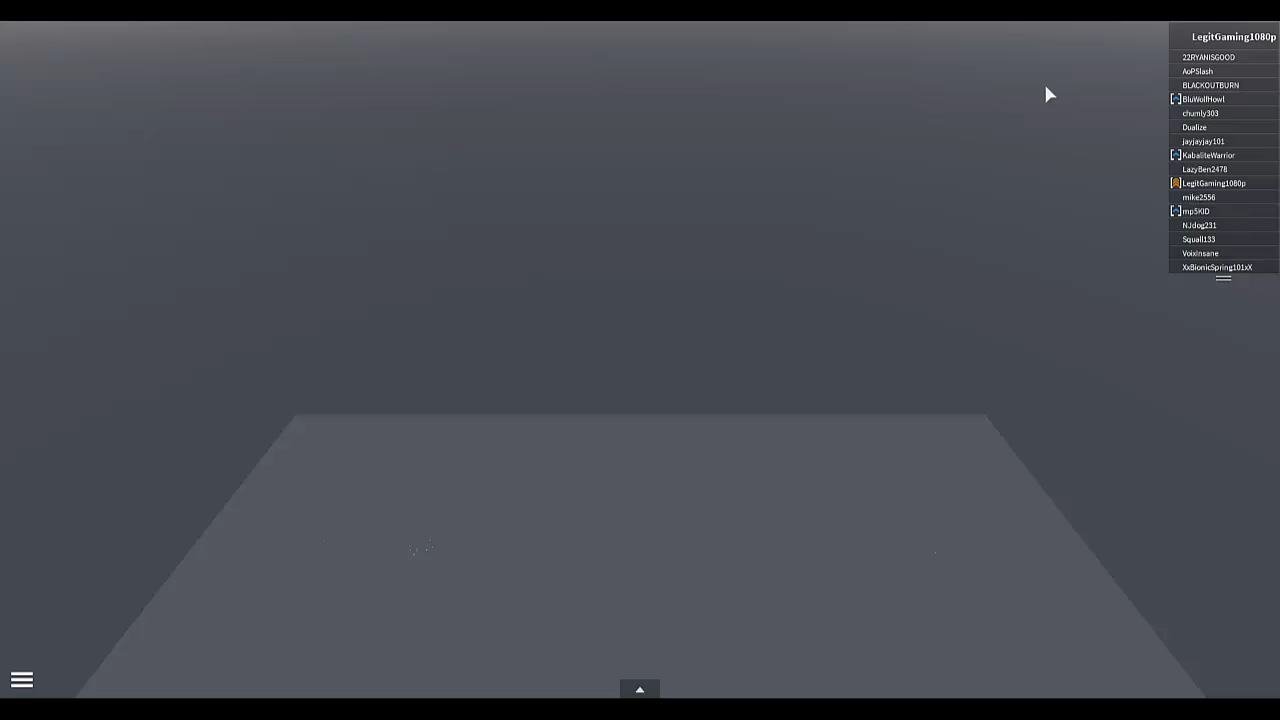 LegitGaming1080p
22RYANISGOOD
AoPSlash
BLACKOUTBURN
BluWolfHowl
chumly303
Dualize
jayjayjay101
KabaliteWarrior
LazyBen2478
LegitGaming1080p
mike2556
mp5KID
NJdog231
Squall133
VoixInsane
XxBionicSpring101xX